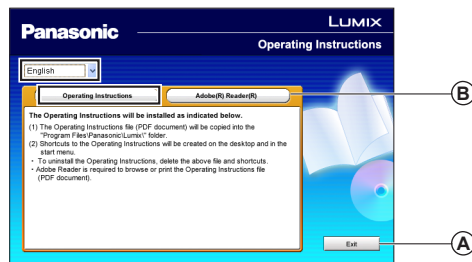 Panasonic
LUMIX
Operating Instructions
English
Operating Instructions
Adobe(R) Reader(R)
B
The Operating Instructions will be installed as indicated below.
(1) The Operating Instructions file (PDF document) will be copied into the
"Program Files\Panasonic\Lumix\" folder.
(2) Shortcuts to the Operating Instructions will be created on the desktop and in the
start menu.
・ To uninstall the Operating Instructions, delete the above file and shortcuts.
・ Adobe Reader is required to browse or print the Operating Instructions file
(PDF document).
Exit
A